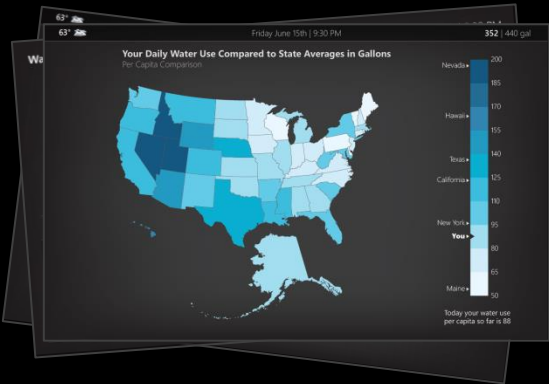 63°
63°
Friday June 15th | 9:30 PM
352 | 440 gal
Wa
Your Daily Water Use Compared to State Averages in Gallons
Per Capita Comparison
200
Nevada
185
170
Hawaii
155
140
Texas
California
125
110
New York
95
You
80
65
Maine
50
Today your water use
per capita so far is 88